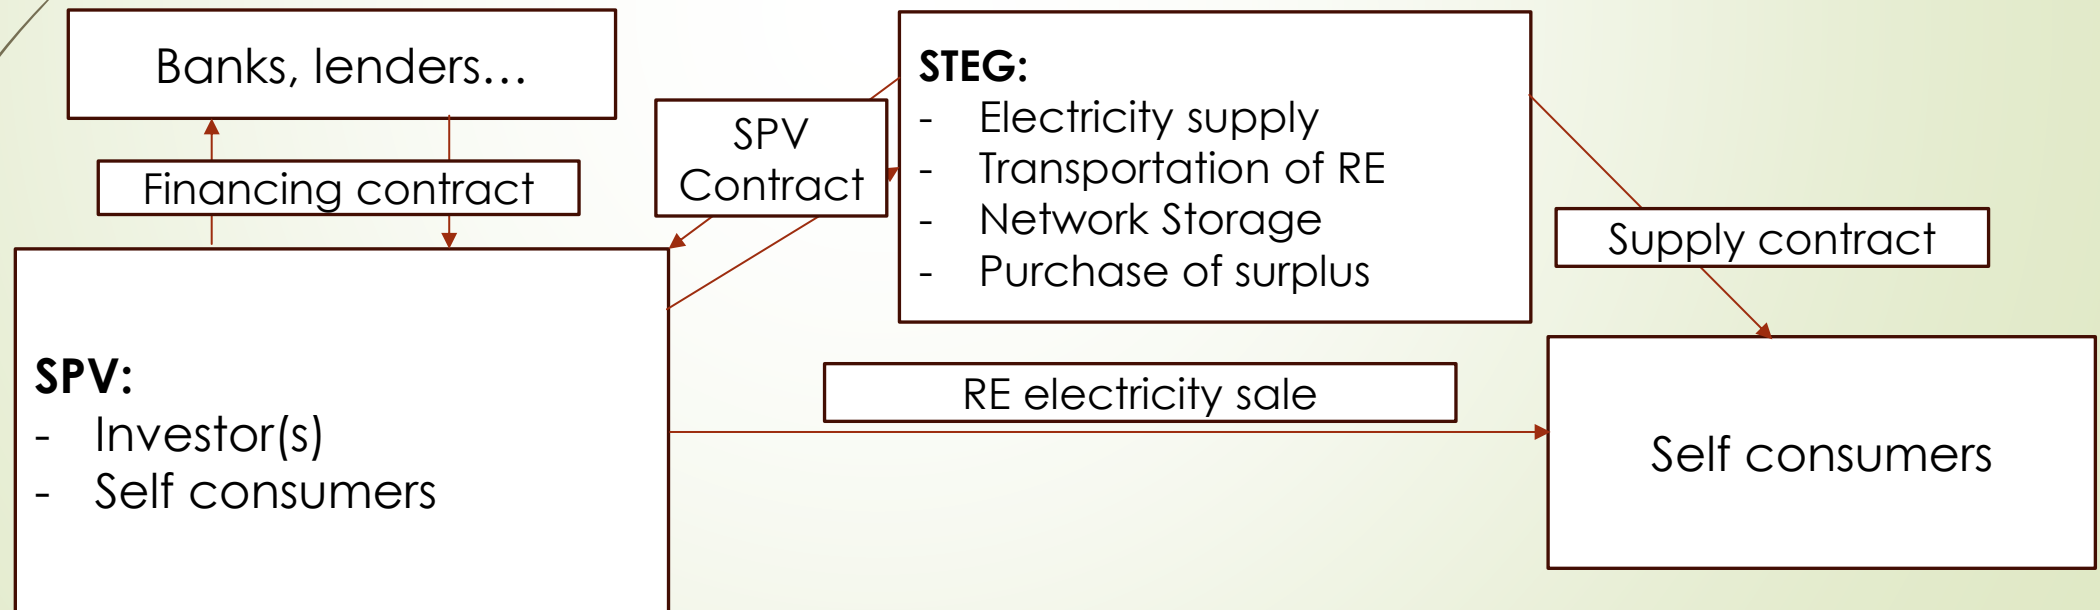 Banks, lenders…
Financing contract
SPV
Contract
STEG:
- Electricity supply
- Transportation of RE
- Network Storage
- Purchase of surplus
Supply contract
SPV:
- Investor(s)
- Self consumers
RE electricity sale
Self consumers